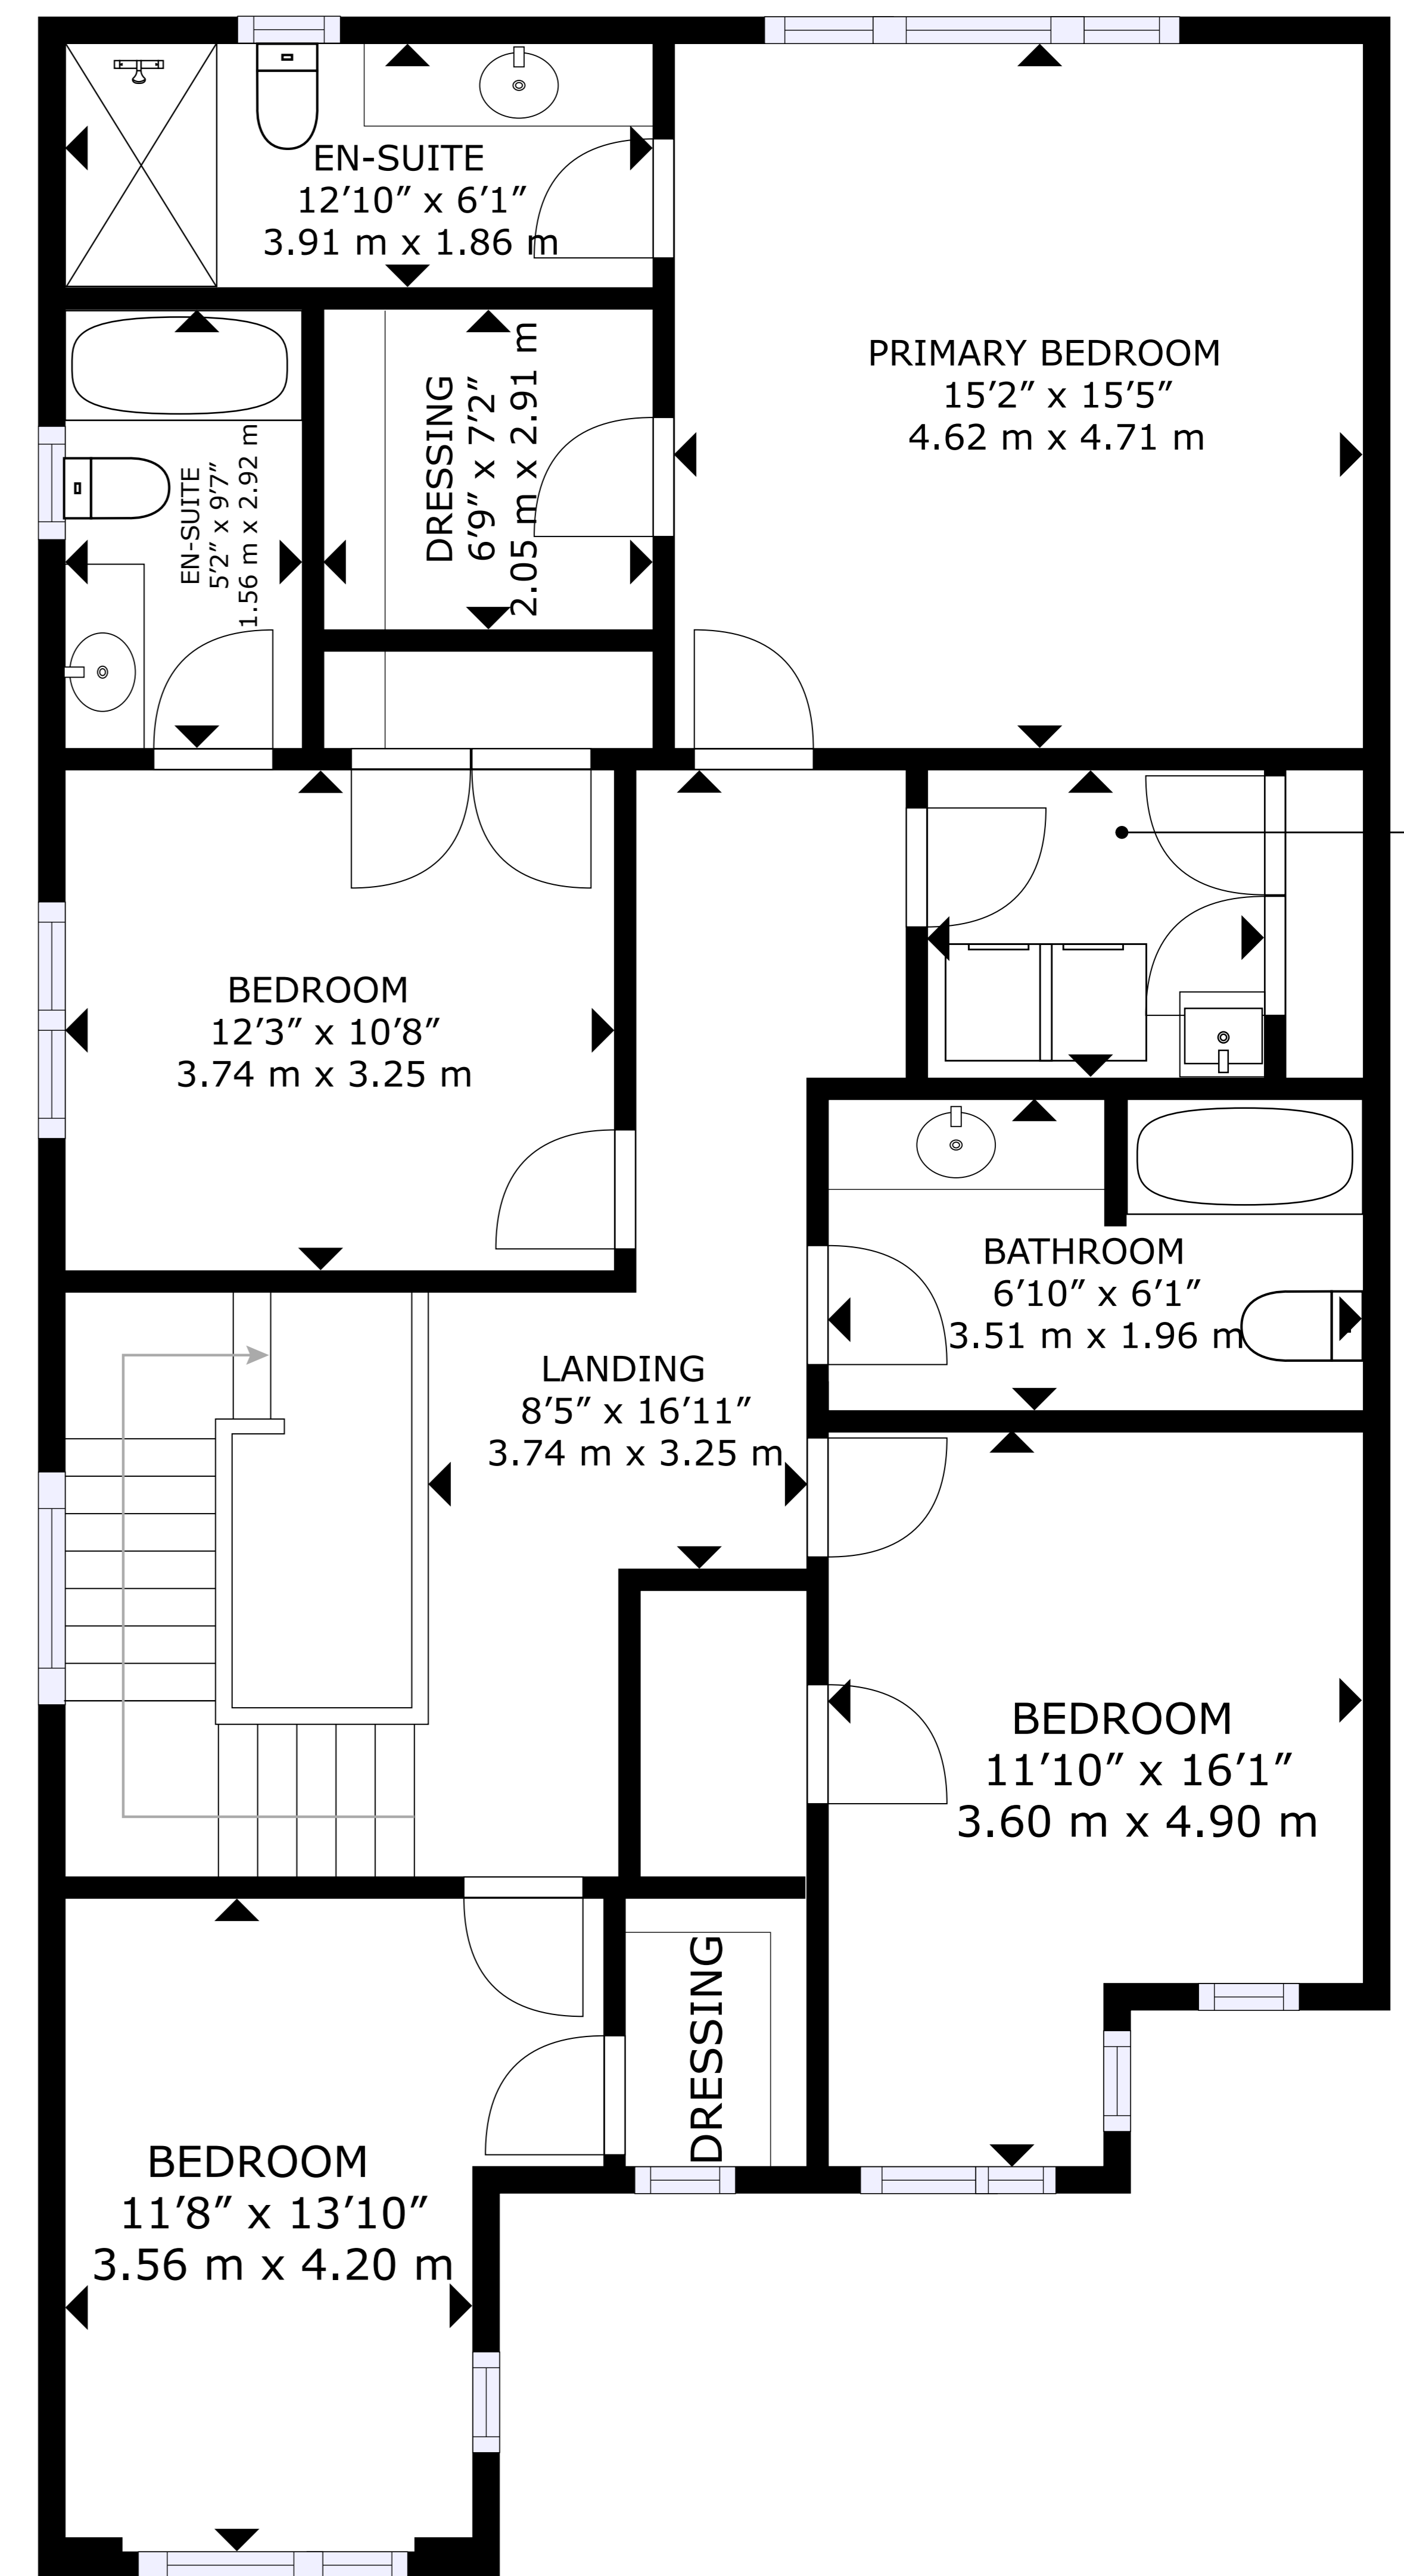 EN-SUITE
12′10″ x 6′1″
3.91 m x 1.86 m
PRIMARY BEDROOM
15′2″ x 15′5″
4.62 m x 4.71 m
DRESSING
6′9″ x 7′2″
2.05 m x 2.91 m
EN-SUITE
5′2″ x 9′7″
1.56 m x 2.92 m
BEDROOM
12′3″ x 10′8″
3.74 m x 3.25 m
BATHROOM
6′10″ x 6′1″
3.51 m x 1.96 m
LANDING
8′5″ x 16′11″
3.74 m x 3.25 m
BEDROOM
11′10″ x 16′1″
3.60 m x 4.90 m
DRESSING
BEDROOM
11′8″ x 13′10″
3.56 m x 4.20 m